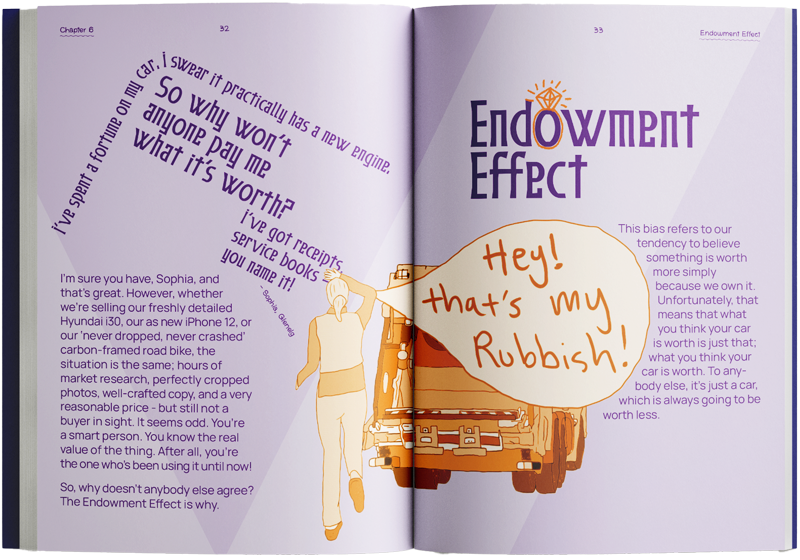 Chapter 6
32
i've spent a fortune on my car, i swear it practically has a new engine.
So why won't
anyone pay me
what it's worth?
i've got receipts,
service books –
you name it!
– Sophia, Glenelg
I'm sure you have, Sophia, and
that's great. However, whether
we're selling our freshly detailed
Hyundai i30, our as new iPhone 12, or
our 'never dropped, never crashed'
carbon-framed road bike, the
situation is the same; hours of
market research, perfectly cropped
photos, well-crafted copy, and a very
reasonable price - but still not a
buyer in sight. It seems odd. You're
a smart person. You know the real
value of the thing. After all, you're
the one who's been using it until now!
So, why doesn't anybody else agree?
The Endowment Effect is why.
33
Endowment Effect
Endowment
Effect
Hey!
that's my
Rubbish!
This bias refers to our
tendency to believe
something is worth
more simply
because we own it.
Unfortunately, that
means that what
you think your car
is worth is just that;
what you think your
car is worth. To any-
body else, it's just a car,
which is always going to be
worth less.